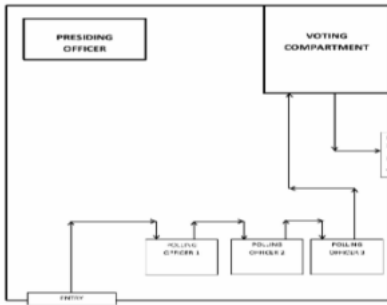 PRESIDING
OFFICER
VOTING
COMPARTMENT
POLLING
OFFICER 1
POLLING
OFFICER 2
POLLING
OFFICER 3
ENTRY